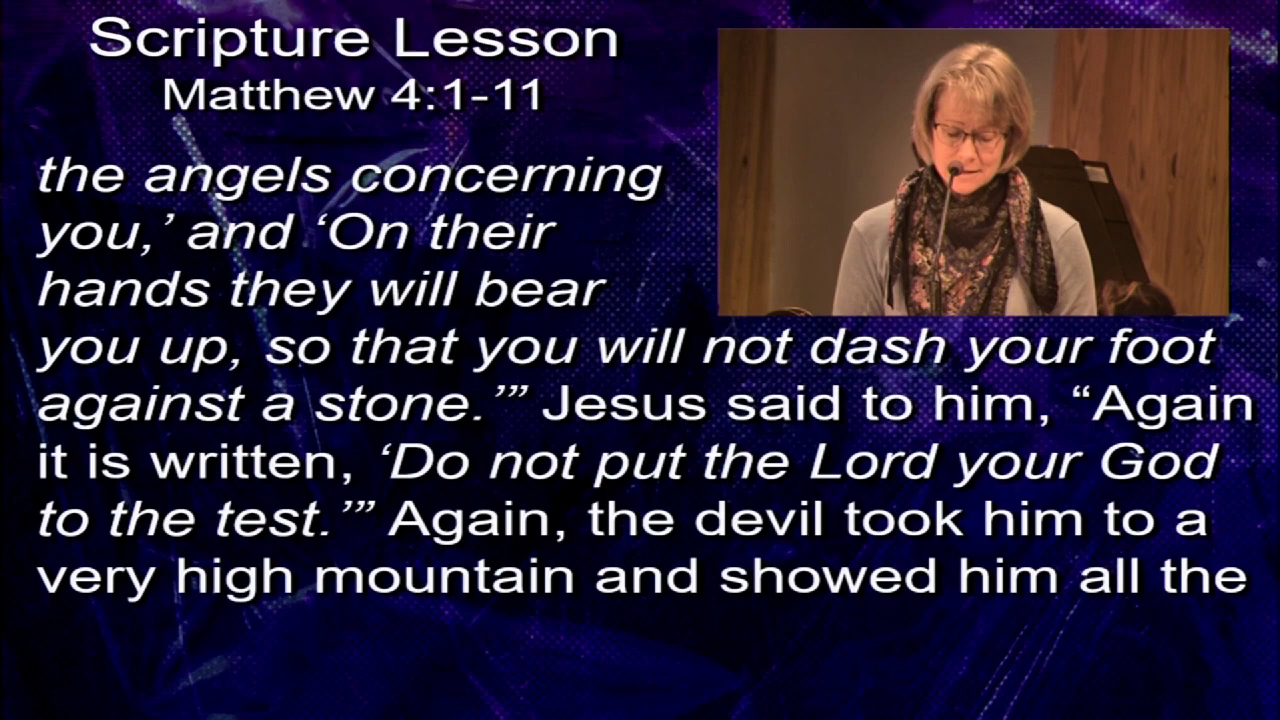 Scripture Lesson
Matthew 4:1-11
the angels concerning
you,’ and ‘On their
hands they will bear
you up, so that you will not dash your foot
against a stone.’” Jesus said to him, “Again
it is written, ‘Do not put the Lord your God
to the test.’” Again, the devil took him to a
very high mountain and showed him all the